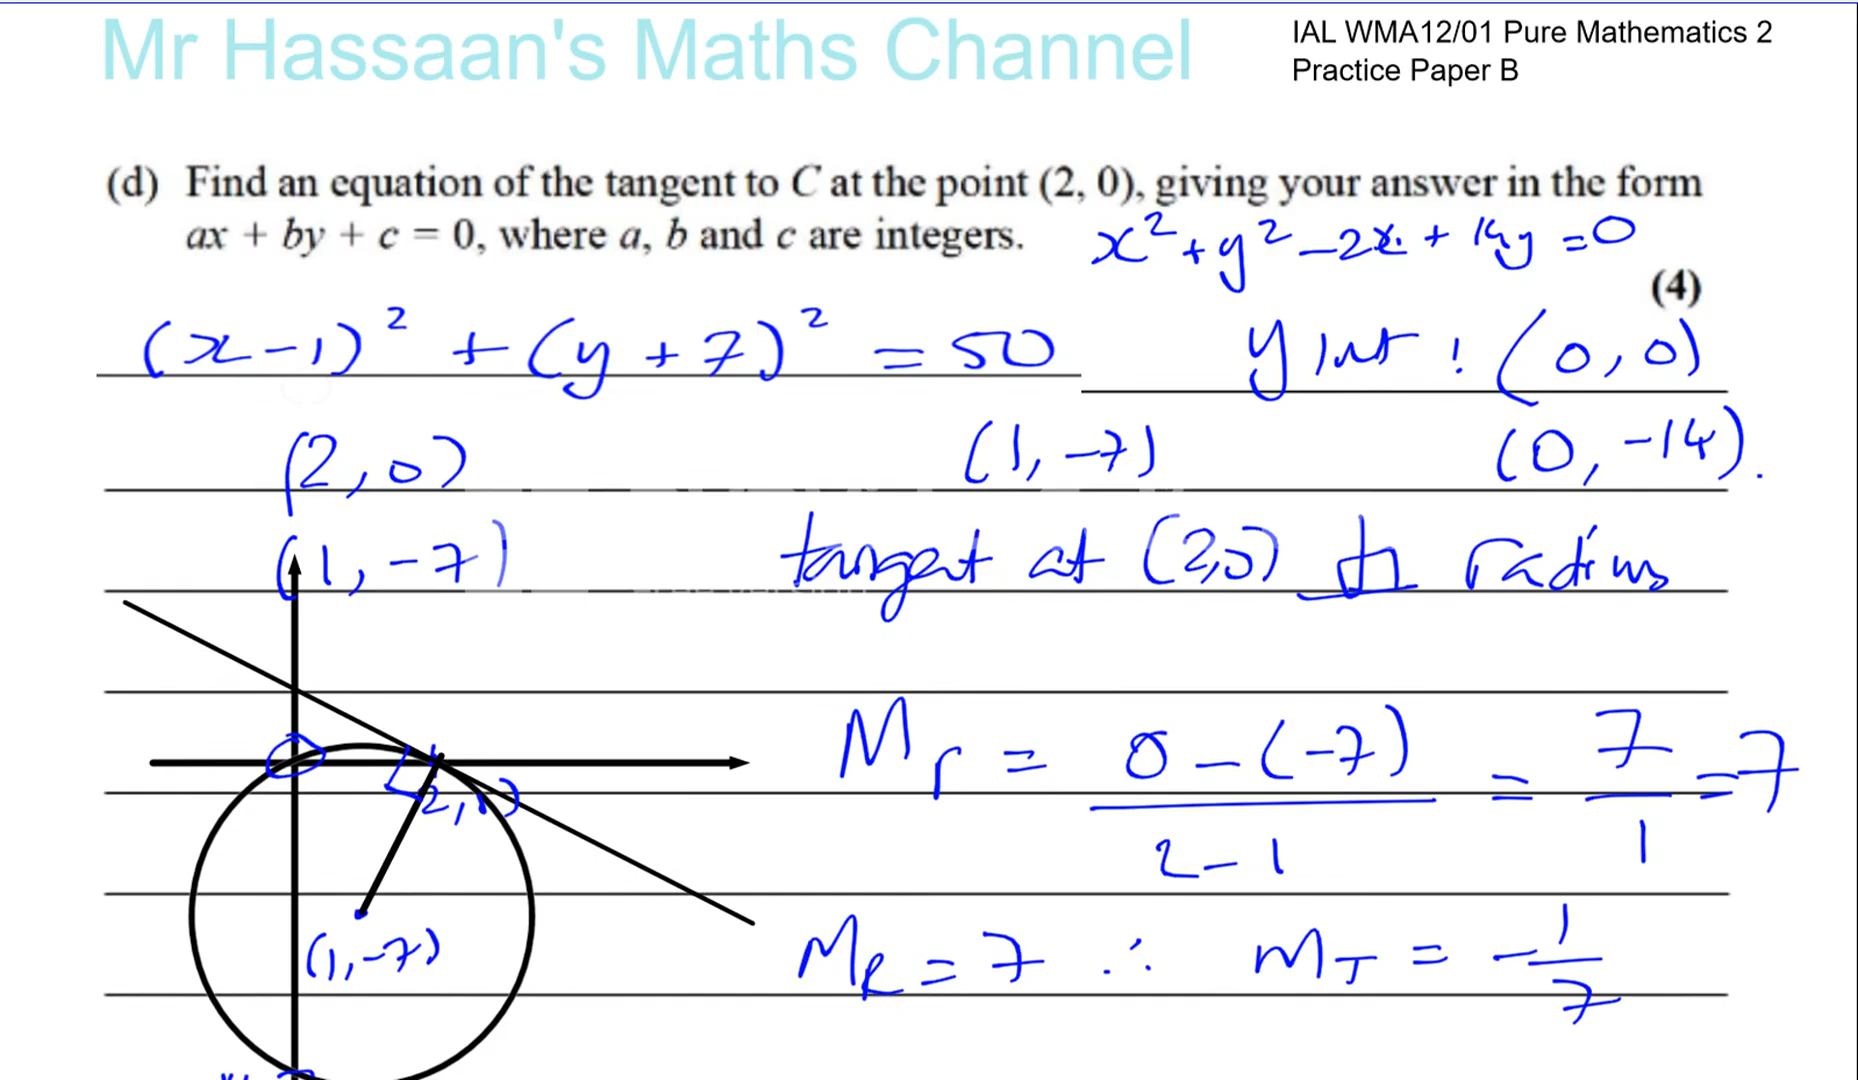 Mr Hassaan's Maths Channel
IAL WMA12/01 Pure Mathematics 2
Practice Paper B
(d) Find an equation of the tangent to C at the point (2, 0), giving your answer in the form
ax + by + c = 0, where a, b and c are integers.
x² + y² - 2x + 14y = 0
(4)
(x-1)² + (y+7)² = 50
y int : (0, 0)
(2, 0)
(1, -7)
(0, -14).
(1, -7)
tangent at (2,0) is ⊥ radius
(2, 0)
(1, -7)
Mr = 0 - (-7) / 2 - 1 = 7 / 1 = 7
MR = 7 ∴ MT = - 1/7